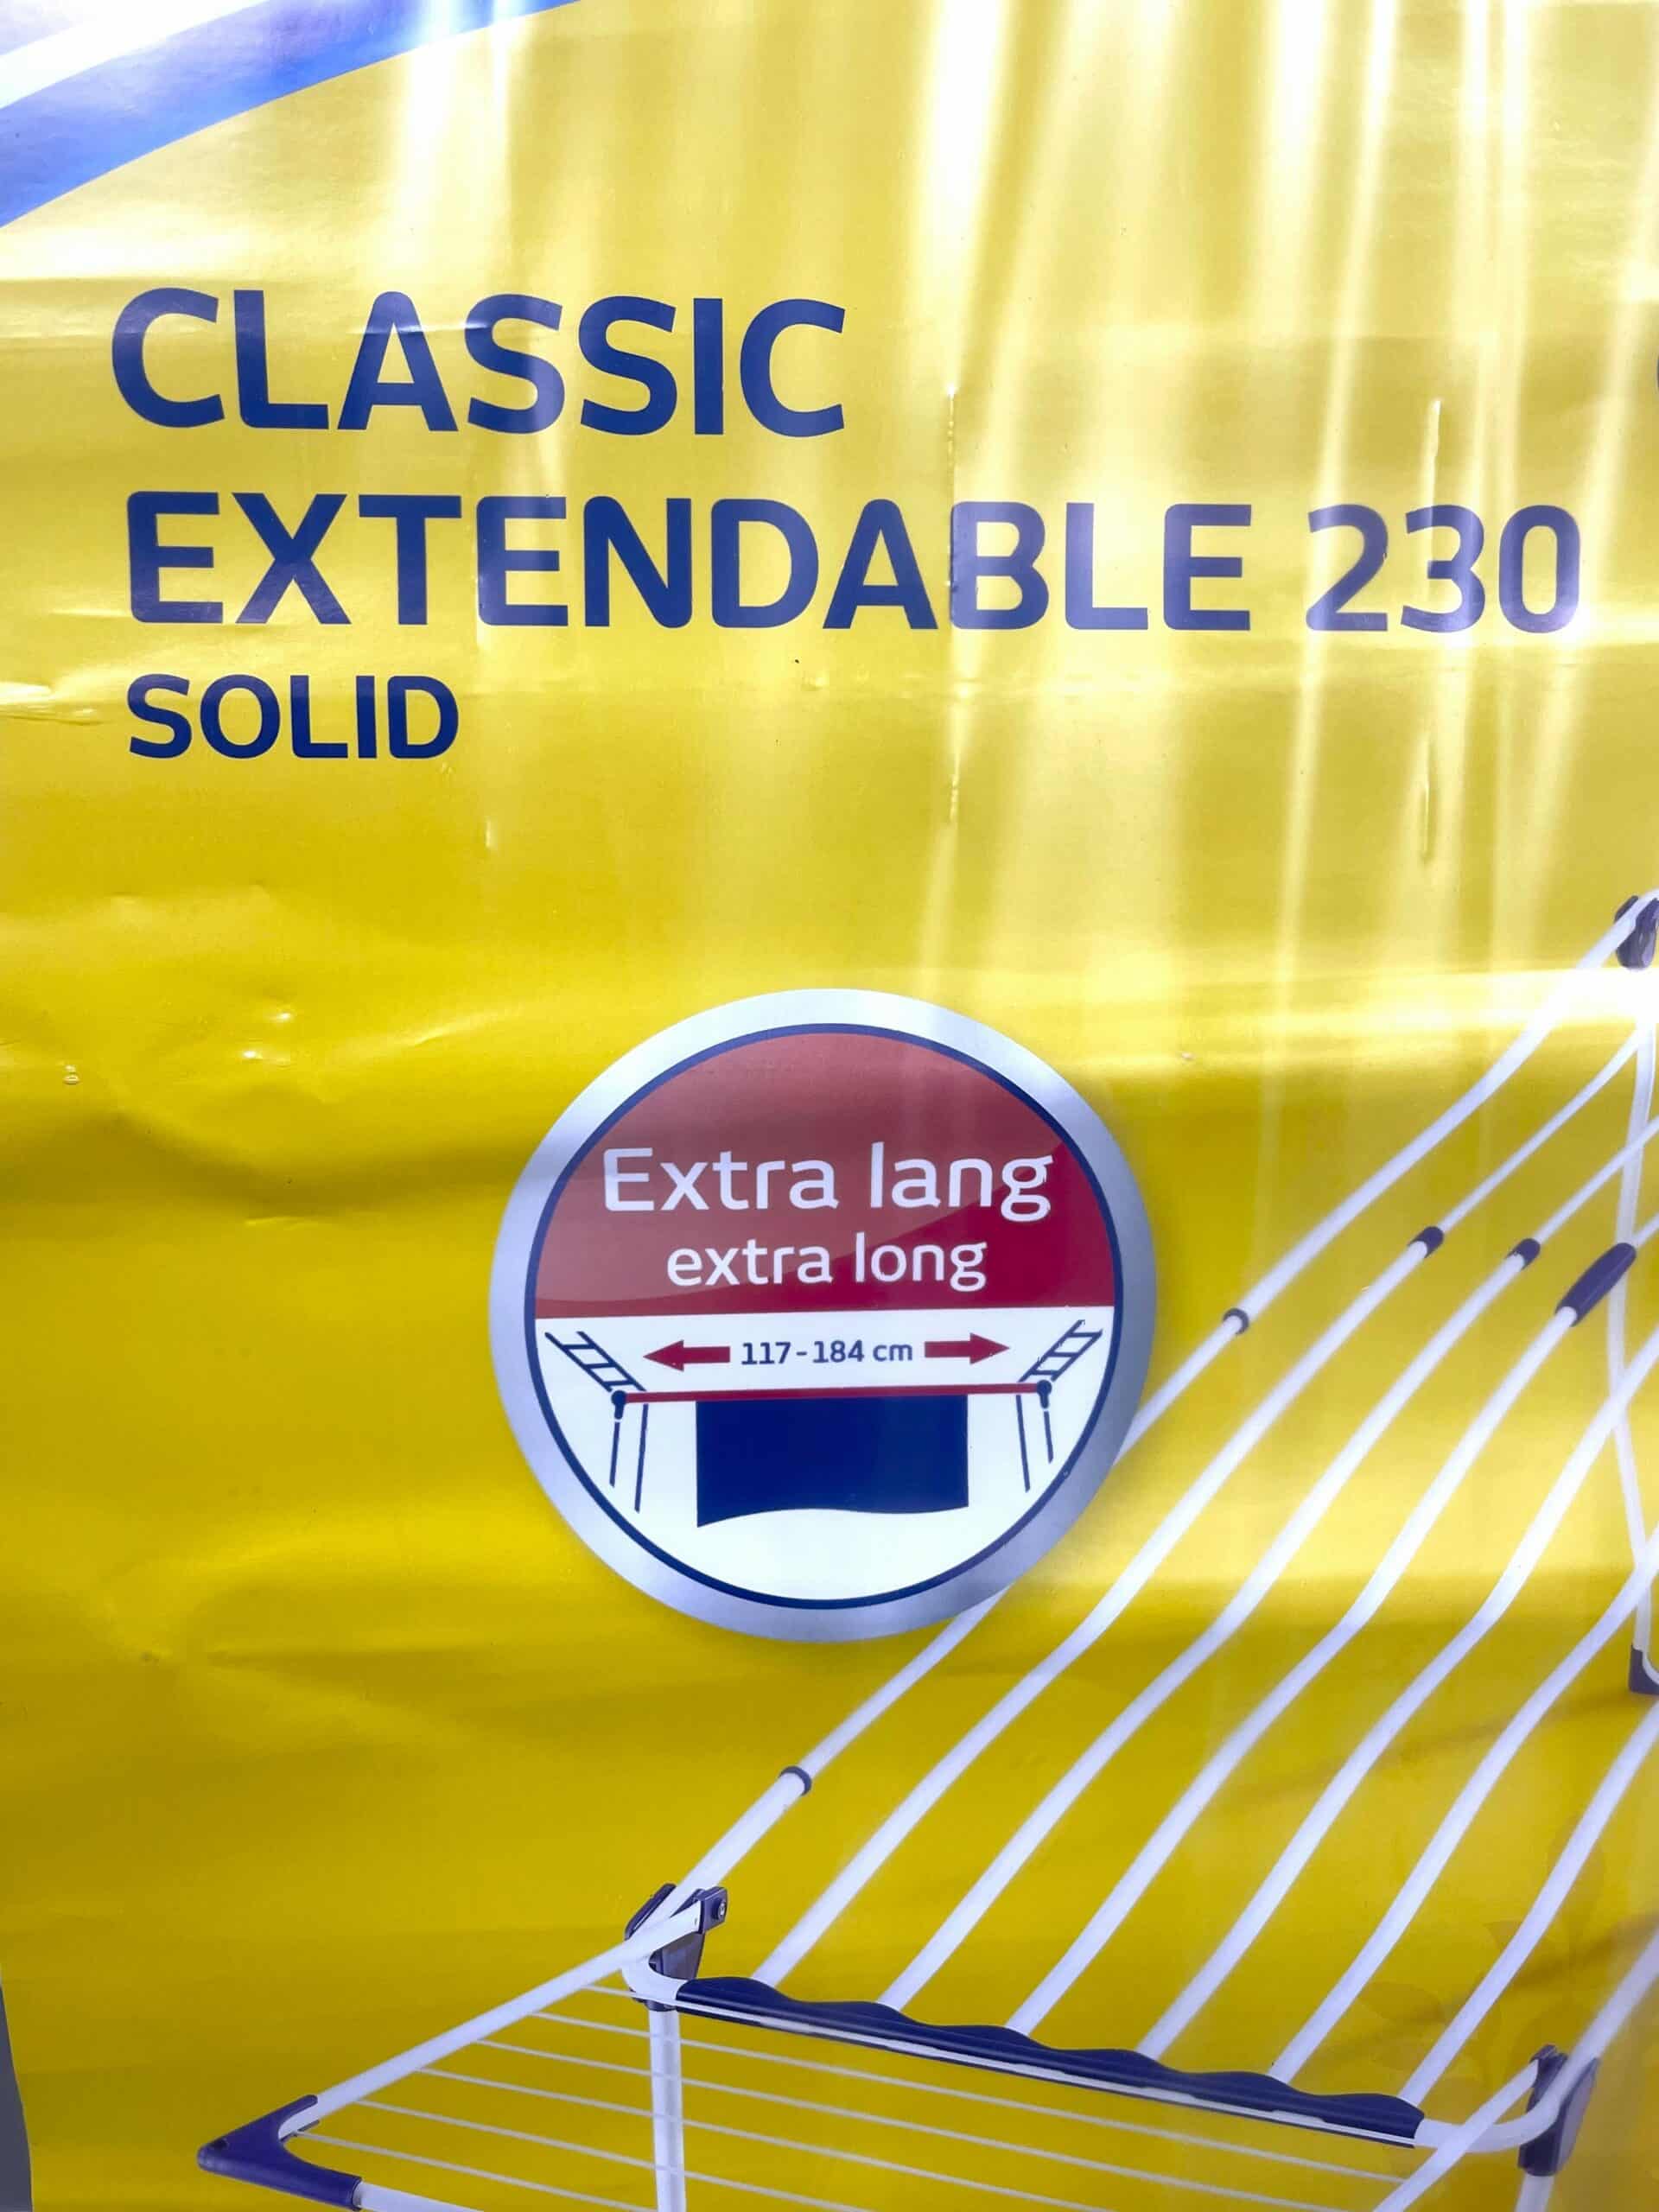 CLASSIC
EXTENDABLE 230
SOLID
Extra lang
extra long
117-184 cm